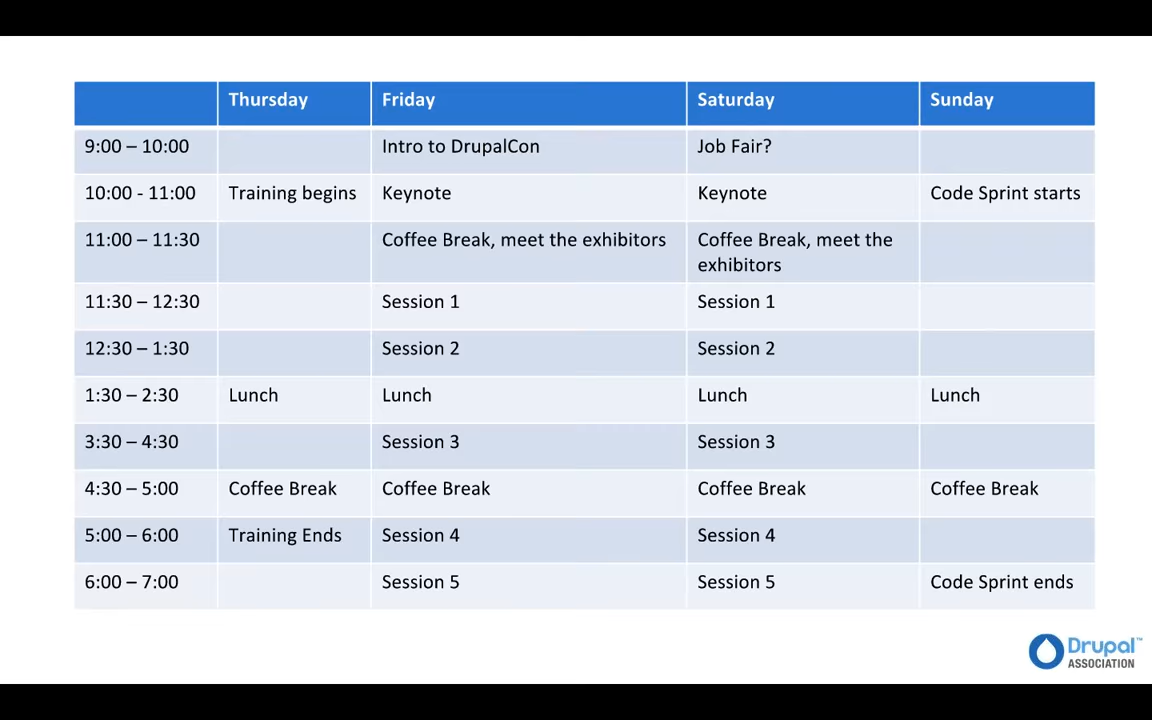 Thursday Friday Saturday Sunday
9:00 – 10:00 Intro to DrupalCon Job Fair?
10:00 - 11:00 Training begins Keynote Keynote Code Sprint starts
11:00 – 11:30 Coffee Break, meet the exhibitors Coffee Break, meet the
exhibitors
11:30 – 12:30 Session 1 Session 1
12:30 – 1:30 Session 2 Session 2
1:30 – 2:30 Lunch Lunch Lunch Lunch
3:30 – 4:30 Session 3 Session 3
4:30 – 5:00 Coffee Break Coffee Break Coffee Break Coffee Break
5:00 – 6:00 Training Ends Session 4 Session 4
6:00 – 7:00 Session 5 Session 5 Code Sprint ends
Drupal™
ASSOCIATION